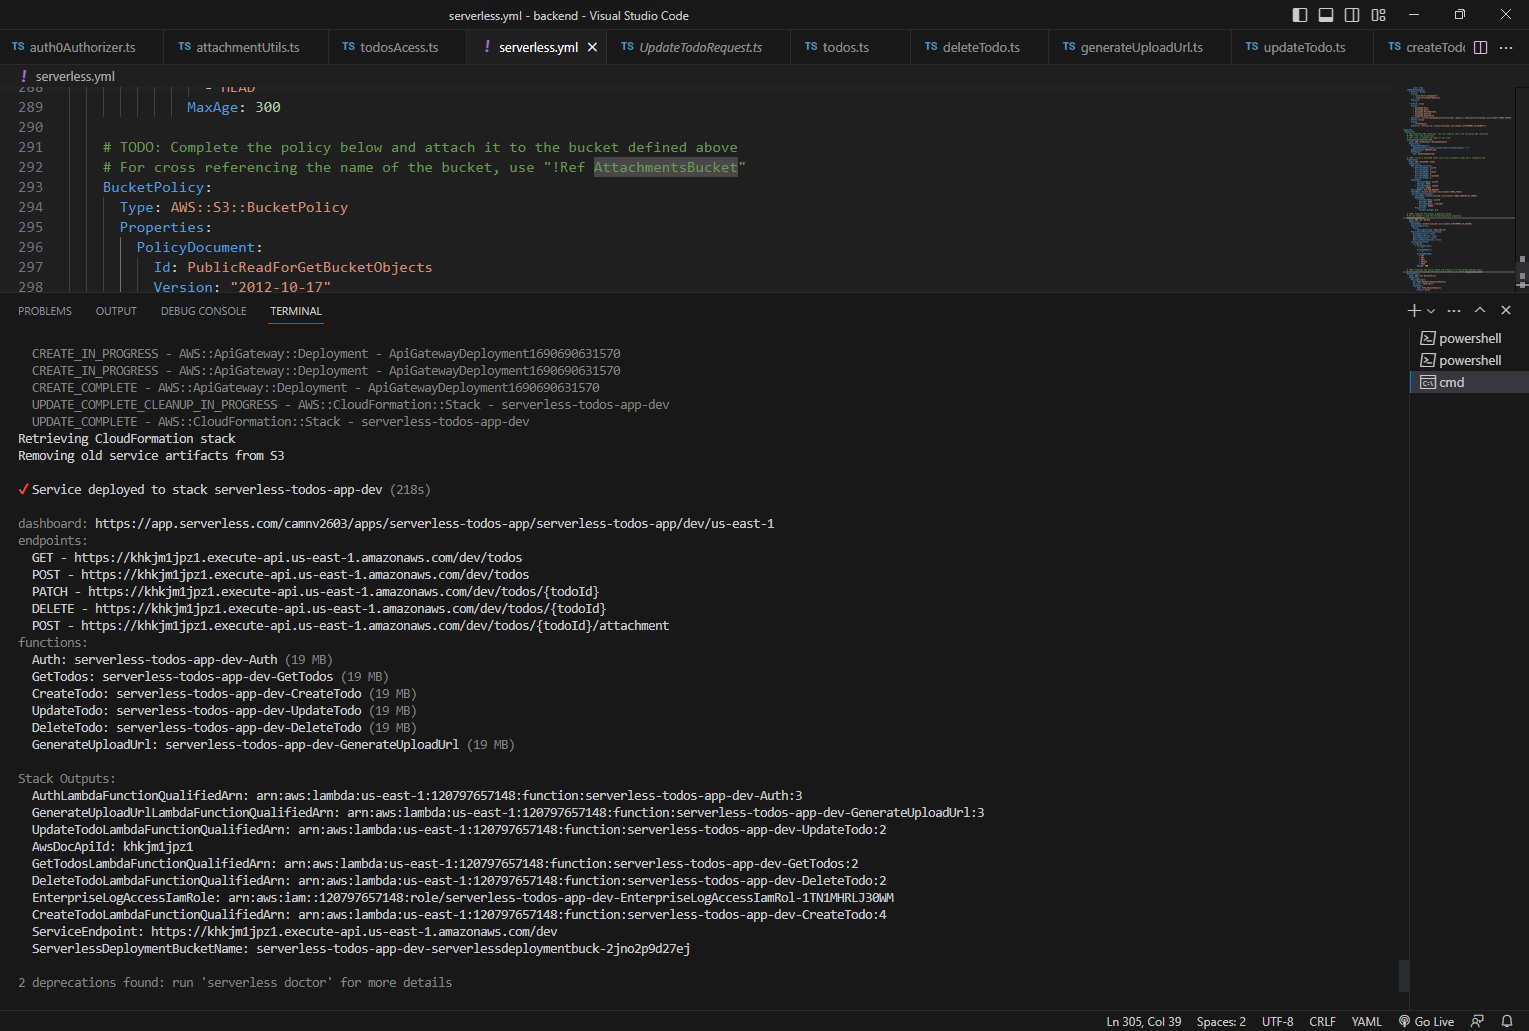 serverless.yml - backend - Visual Studio Code
TS auth0Authorizer.ts
TS attachmentUtils.ts
TS todosAcess.ts
! serverless.yml
TS UpdateTodoRequest.ts
TS todos.ts
TS deleteTodo.ts
TS generateUploadUrl.ts
TS updateTodo.ts
TS createTodo
! serverless.yml
288 - HEAD
289 MaxAge: 300
290
291 # TODO: Complete the policy below and attach it to the bucket defined above
292 # For cross referencing the name of the bucket, use "!Ref AttachmentsBucket"
293 BucketPolicy:
294 Type: AWS::S3::BucketPolicy
295 Properties:
296 PolicyDocument:
297 Id: PublicReadForGetBucketObjects
298 Version: "2012-10-17"
PROBLEMS OUTPUT DEBUG CONSOLE TERMINAL
CREATE_IN_PROGRESS - AWS::ApiGateway::Deployment - ApiGatewayDeployment1690690631570
CREATE_IN_PROGRESS - AWS::ApiGateway::Deployment - ApiGatewayDeployment1690690631570
CREATE_COMPLETE - AWS::ApiGateway::Deployment - ApiGatewayDeployment1690690631570
UPDATE_COMPLETE_CLEANUP_IN_PROGRESS - AWS::CloudFormation::Stack - serverless-todos-app-dev
UPDATE_COMPLETE - AWS::CloudFormation::Stack - serverless-todos-app-dev
Retrieving CloudFormation stack
Removing old service artifacts from S3
✓ Service deployed to stack serverless-todos-app-dev (218s)
dashboard: https://app.serverless.com/camnv2603/apps/serverless-todos-app/serverless-todos-app/dev/us-east-1
endpoints:
GET - https://khkjm1jpz1.execute-api.us-east-1.amazonaws.com/dev/todos
POST - https://khkjm1jpz1.execute-api.us-east-1.amazonaws.com/dev/todos
PATCH - https://khkjm1jpz1.execute-api.us-east-1.amazonaws.com/dev/todos/{todoId}
DELETE - https://khkjm1jpz1.execute-api.us-east-1.amazonaws.com/dev/todos/{todoId}
POST - https://khkjm1jpz1.execute-api.us-east-1.amazonaws.com/dev/todos/{todoId}/attachment
functions:
Auth: serverless-todos-app-dev-Auth (19 MB)
GetTodos: serverless-todos-app-dev-GetTodos (19 MB)
CreateTodo: serverless-todos-app-dev-CreateTodo (19 MB)
UpdateTodo: serverless-todos-app-dev-UpdateTodo (19 MB)
DeleteTodo: serverless-todos-app-dev-DeleteTodo (19 MB)
GenerateUploadUrl: serverless-todos-app-dev-GenerateUploadUrl (19 MB)
Stack Outputs:
AuthLambdaFunctionQualifiedArn: arn:aws:lambda:us-east-1:120797657148:function:serverless-todos-app-dev-Auth:3
GenerateUploadUrlLambdaFunctionQualifiedArn: arn:aws:lambda:us-east-1:120797657148:function:serverless-todos-app-dev-GenerateUploadUrl:3
UpdateTodoLambdaFunctionQualifiedArn: arn:aws:lambda:us-east-1:120797657148:function:serverless-todos-app-dev-UpdateTodo:2
AwsDocApiId: khkjm1jpz1
GetTodosLambdaFunctionQualifiedArn: arn:aws:lambda:us-east-1:120797657148:function:serverless-todos-app-dev-GetTodos:2
DeleteTodoLambdaFunctionQualifiedArn: arn:aws:lambda:us-east-1:120797657148:function:serverless-todos-app-dev-DeleteTodo:2
EnterpriseLogAccessIamRole: arn:aws:iam::120797657148:role/serverless-todos-app-dev-EnterpriseLogAccessIamRol-1TN1MHRLJ30WM
CreateTodoLambdaFunctionQualifiedArn: arn:aws:lambda:us-east-1:120797657148:function:serverless-todos-app-dev-CreateTodo:4
ServiceEndpoint: https://khkjm1jpz1.execute-api.us-east-1.amazonaws.com/dev
ServerlessDeploymentBucketName: serverless-todos-app-dev-serverlessdeploymentbuck-2jno2p9d27ej
2 deprecations found: run 'serverless doctor' for more details
powershell
powershell
cmd
Ln 305, Col 39 Spaces: 2 UTF-8 CRLF YAML Go Live